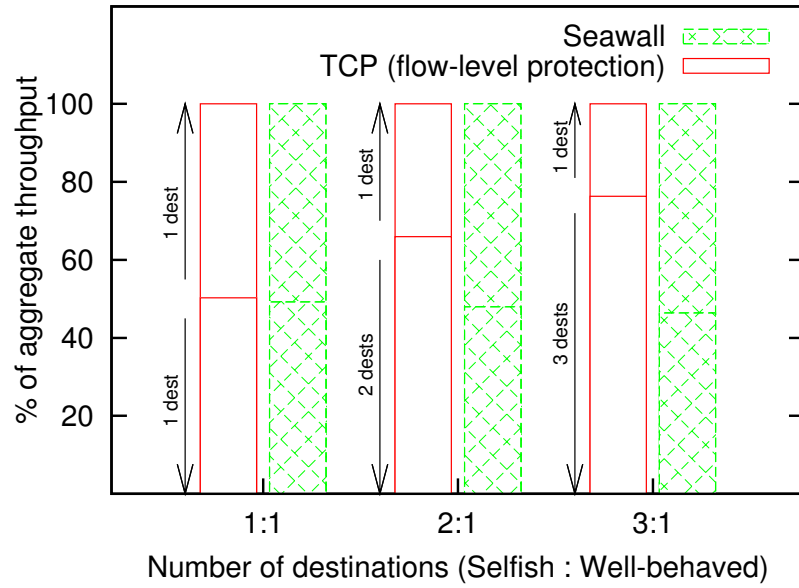 Seawall
TCP (flow-level protection)
% of aggregate throughput
100
80
60
40
20
1 dest
1 dest
1 dest
2 dests
1 dest
3 dests
1:1
2:1
3:1
Number of destinations (Selfish : Well-behaved)